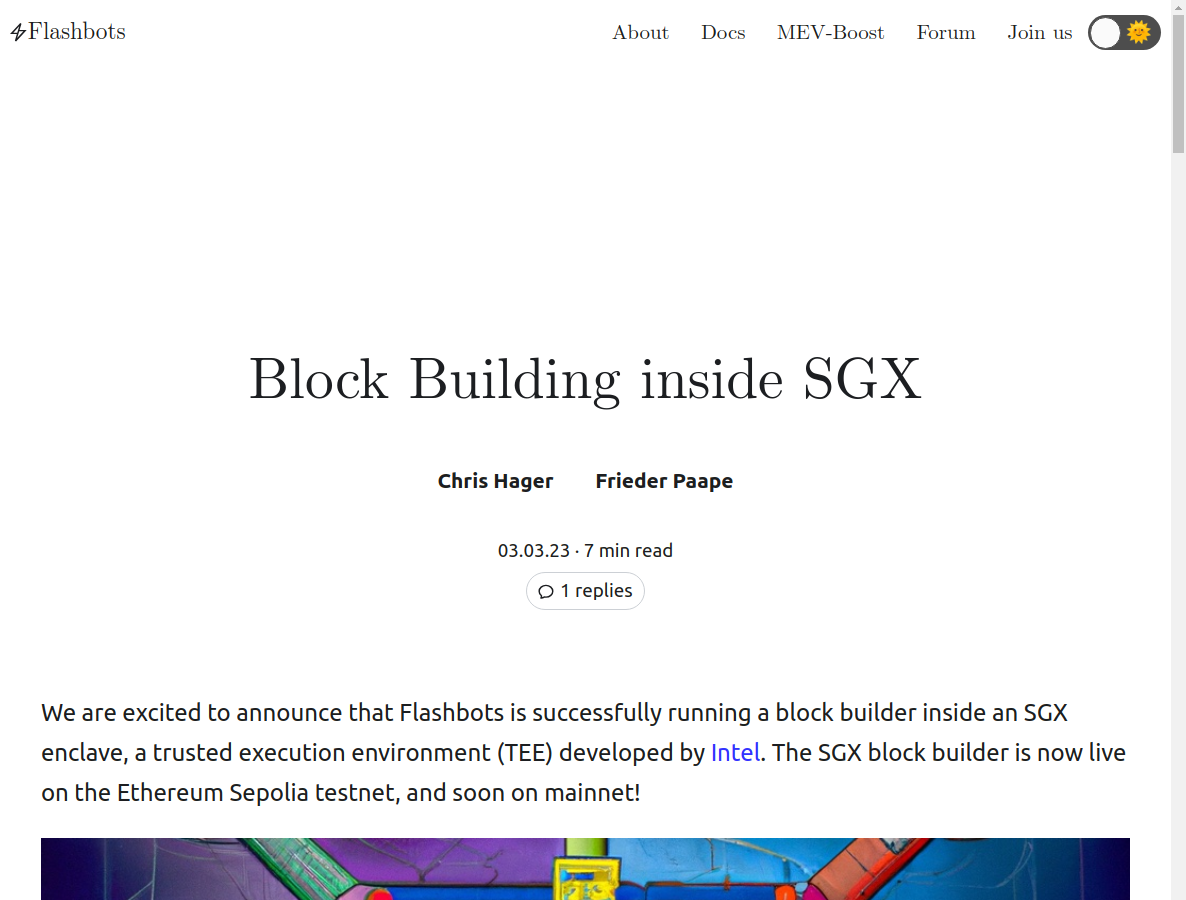 Flashbots
About Docs MEV-Boost Forum Join us
Block Building inside SGX
Chris Hager Frieder Paape
03.03.23 · 7 min read
1 replies
We are excited to announce that Flashbots is successfully running a block builder inside an SGX
enclave, a trusted execution environment (TEE) developed by Intel. The SGX block builder is now live
on the Ethereum Sepolia testnet, and soon on mainnet!